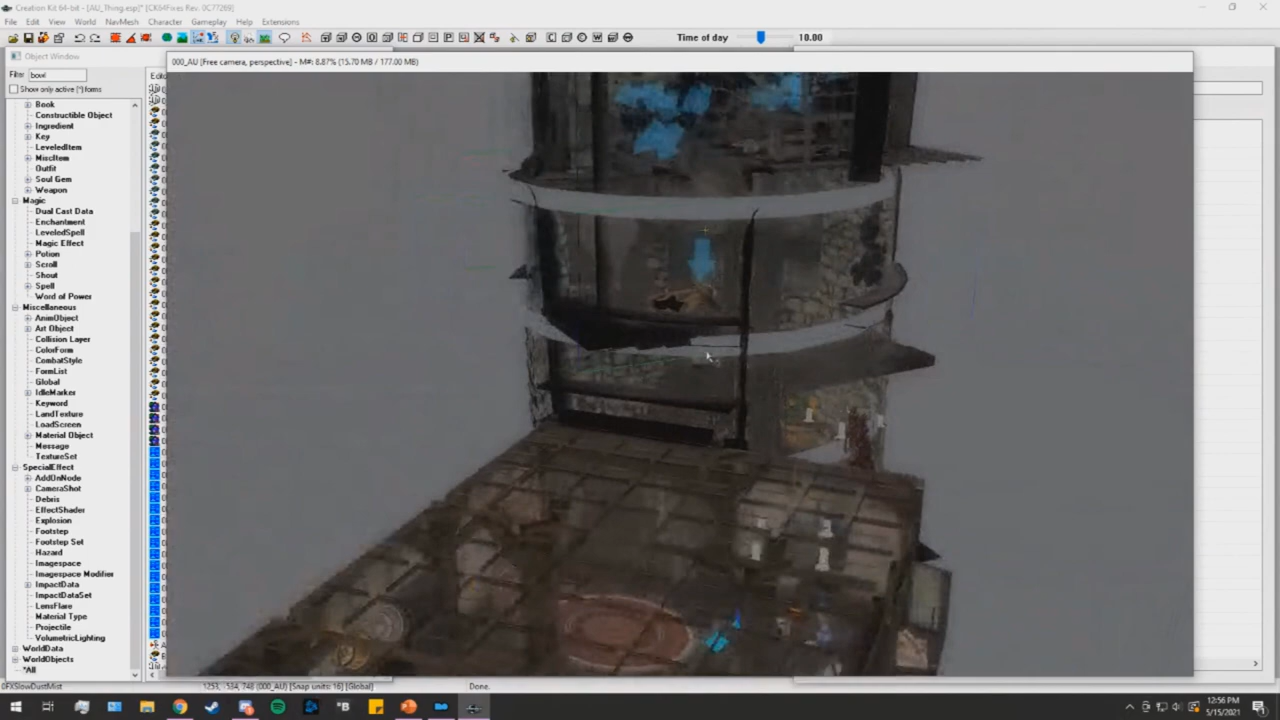 Creation Kit 64-bit - [AU_Thing.esp]* [CK64Fixes Rev. 0C77269]
File Edit View World NavMesh Character Gameplay Help Extensions
Time of day 10.00
Object Window
000_AU [Free camera, perspective] - M#: 8.87% (15.70 MB / 177.00 MB)
Filter bowl
Show only active (*) forms
Book
Constructible Object
Ingredient
Key
LeveledItem
MiscItem
Outfit
Soul Gem
Weapon
Magic
Dual Cast Data
Enchantment
LeveledSpell
Magic Effect
Potion
Scroll
Shout
Spell
Word of Power
Miscellaneous
AnimObject
Art Object
Collision Layer
ColorForm
CombatStyle
FormList
Global
IdleMarker
Keyword
LandTexture
LoadScreen
Material Object
Message
TextureSet
SpecialEffect
AddOnNode
CameraShot
Debris
EffectShader
Explosion
Footstep
Footstep Set
Hazard
Imagespace
Imagespace Modifier
ImpactData
ImpactDataSet
LensFlare
Material Type
Projectile
VolumetricLighting
WorldData
WorldObjects
*All
0FXSlowDustMist
1253, -534, 748 (000_AU) [Snap units: 16] [Global]
Done.
12:56 PM
5/15/2021